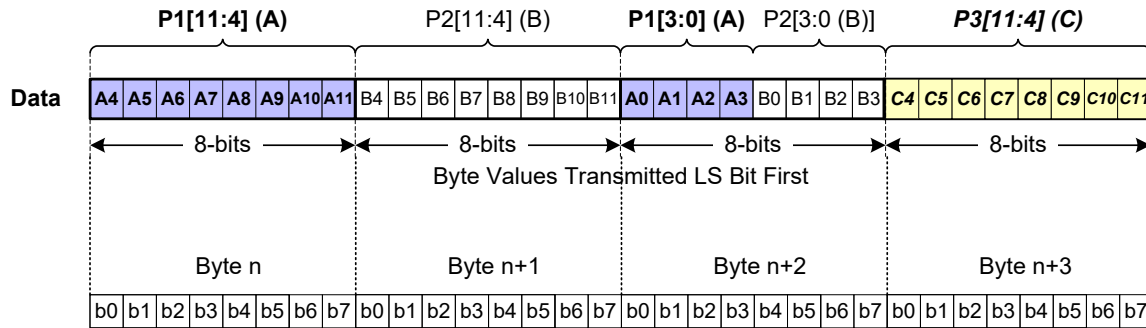 P1[11:4] (A) P2[11:4] (B) P1[3:0] (A) P2[3:0 (B)] P3[11:4] (C)
Data A4 A5 A6 A7 A8 A9 A10 A11 B4 B5 B6 B7 B8 B9 B10 B11 A0 A1 A2 A3 B0 B1 B2 B3 C4 C5 C6 C7 C8 C9 C10 C11
8-bits 8-bits 8-bits 8-bits
Byte Values Transmitted LS Bit First
Byte n Byte n+1 Byte n+2 Byte n+3
b0 b1 b2 b3 b4 b5 b6 b7 b0 b1 b2 b3 b4 b5 b6 b7 b0 b1 b2 b3 b4 b5 b6 b7 b0 b1 b2 b3 b4 b5 b6 b7